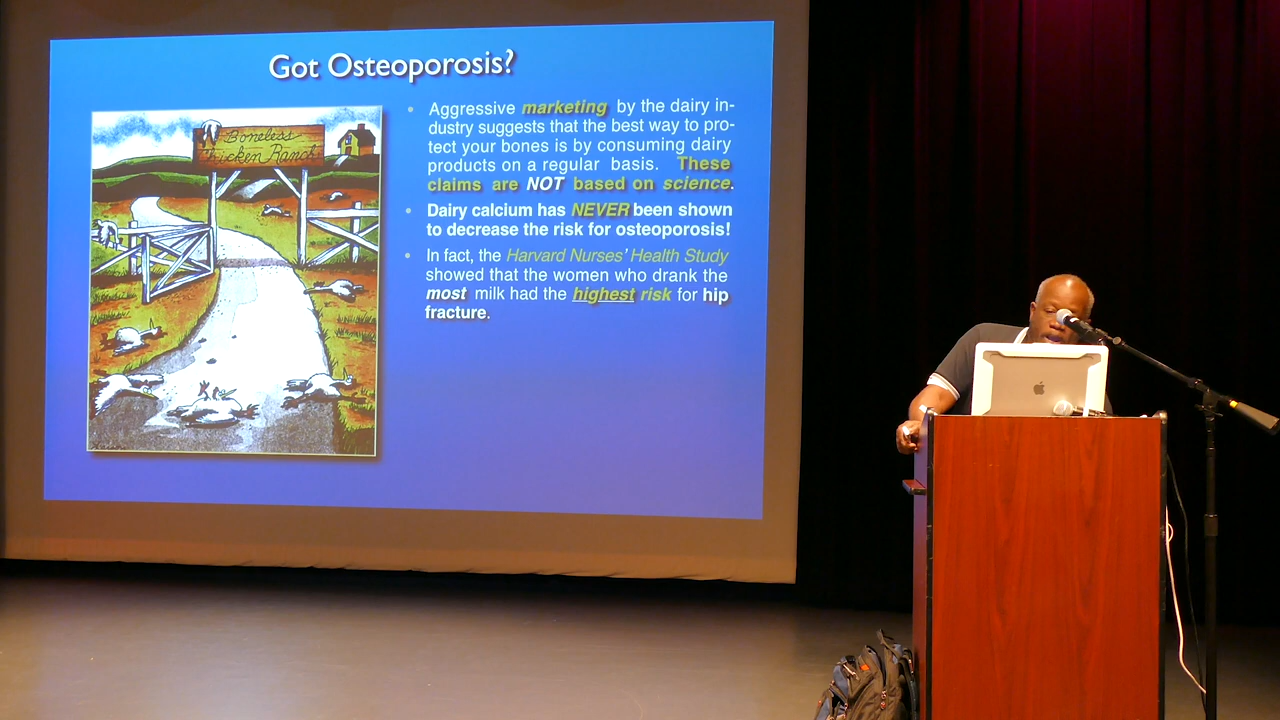 Got Osteoporosis?
Boneless
Chicken Ranch
• Aggressive marketing by the dairy in-
dustry suggests that the best way to pro-
tect your bones is by consuming dairy
products on a regular basis. These
claims are NOT based on science.
• Dairy calcium has NEVER been shown
to decrease the risk for osteoporosis!
• In fact, the Harvard Nurses' Health Study
showed that the women who drank the
most milk had the highest risk for hip
fracture.